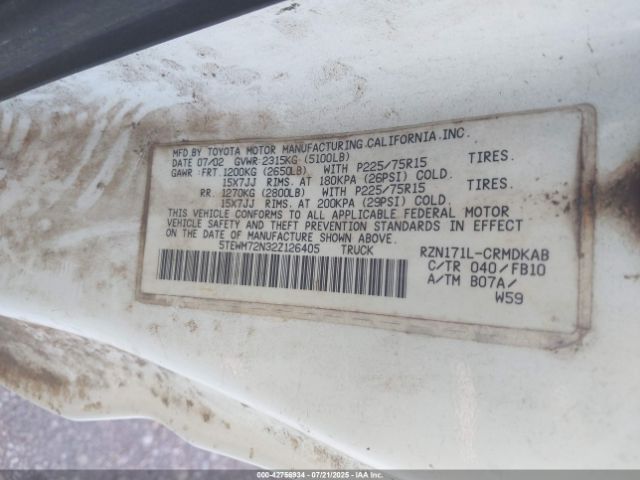 MFD BY TOYOTA MOTOR MANUFACTURING, CALIFORNIA, INC.
07/02 GVWR: 2315KG (5100LB)
GAWR: FRT. 1200KG (2650LB) WITH P225/75R15 TIRES.
15X7JJ RIMS. AT 180KPA (26PSI) COLD.
RR. 1270KG (2800LB) WITH P225/75R15 TIRES.
15X7JJ RIMS. AT 200KPA (29PSI) COLD.
THIS VEHICLE CONFORMS TO ALL APPLICABLE FEDERAL MOTOR
VEHICLE SAFETY AND THEFT PREVENTION STANDARDS IN EFFECT
ON THE DATE OF MANUFACTURE SHOWN ABOVE.
5TEWM72N32Z126405 TRUCK
RZN171L-CRMDKAB
C/TR 040/FB10
A/TM B07A/
W59
000-42756934 07/21/2025 - Copyright © 2025 IAA, LLC.